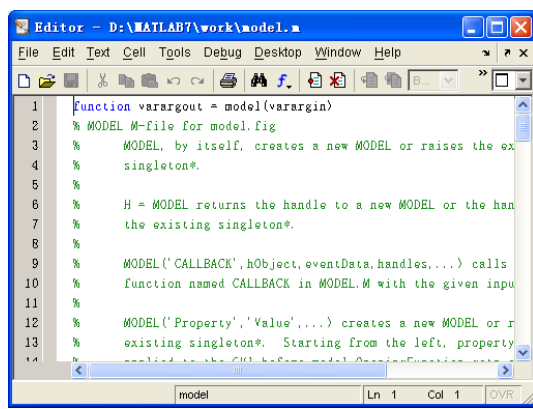 Editor - D:\MATLAB7\work\model.m
File Edit Text Cell Tools Debug Desktop Window Help
B...
1 function varargout = model(varargin)
2 % MODEL M-file for model.fig
3 % MODEL, by itself, creates a new MODEL or raises the ex
4 % singleton*.
5 %
6 % H = MODEL returns the handle to a new MODEL or the han
7 % the existing singleton*.
8 %
9 % MODEL('CALLBACK',hObject,eventData,handles,...) calls
10 % function named CALLBACK in MODEL.M with the given inpu
11 %
12 % MODEL('Property','Value',...) creates a new MODEL or r
13 % existing singleton*. Starting from the left, property
14
model Ln 1 Col 1 OVR